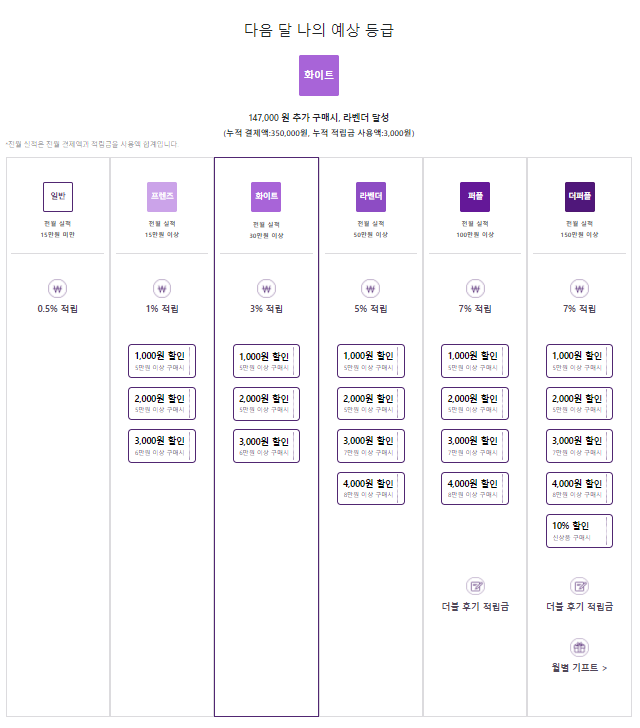 다음 달 나의 예상 등급
화이트
147,000 원 추가 구매시, 라벤더 달성
(누적 결제액:350,000원, 누적 적립금 사용액:3,000원)
*전월 실적은 전월 결제액과 적립금을 사용액 합계입니다.
일반
전월 실적
15만원 미만
0.5% 적립
프렌즈
전월 실적
15만원 이상
1% 적립
1,000원 할인
5만원 이상 구매시
2,000원 할인
5만원 이상 구매시
3,000원 할인
6만원 이상 구매시
화이트
전월 실적
30만원 이상
3% 적립
1,000원 할인
5만원 이상 구매시
2,000원 할인
5만원 이상 구매시
3,000원 할인
6만원 이상 구매시
라벤더
전월 실적
50만원 이상
5% 적립
1,000원 할인
5만원 이상 구매시
2,000원 할인
5만원 이상 구매시
3,000원 할인
7만원 이상 구매시
4,000원 할인
8만원 이상 구매시
퍼플
전월 실적
100만원 이상
7% 적립
1,000원 할인
5만원 이상 구매시
2,000원 할인
5만원 이상 구매시
3,000원 할인
7만원 이상 구매시
4,000원 할인
8만원 이상 구매시
더블 후기 적립금
더퍼플
전월 실적
150만원 이상
7% 적립
1,000원 할인
5만원 이상 구매시
2,000원 할인
5만원 이상 구매시
3,000원 할인
7만원 이상 구매시
4,000원 할인
8만원 이상 구매시
10% 할인
신상품 구매시
더블 후기 적립금
월별 기프트 >